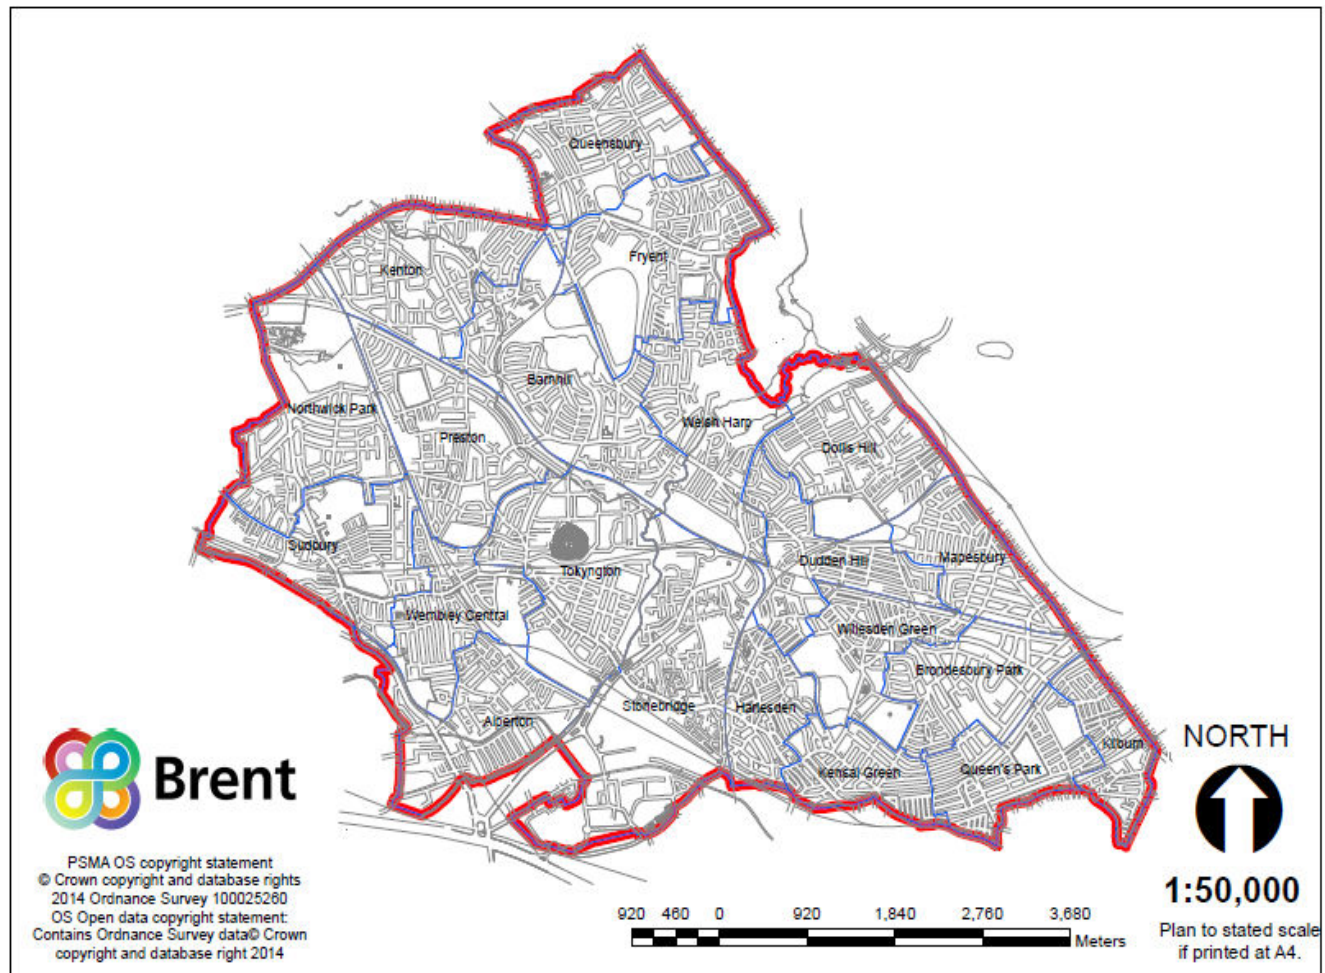 Queensbury
Fryent
Kenton
Barnhill
Northwick Park
Welsh Harp
Preston
Dollis Hill
Sudbury
Mapesbury
Dudden Hill
Tokyngton
Wembley Central
Willesden Green
Brondesbury Park
Stonebridge
Harlesden
Alperton
Kilburn
Queen's Park
Kensal Green
NORTH
Brent
1:50,000
Plan to stated scale
if printed at A4.
PSMA OS copyright statement
© Crown copyright and database rights
2014 Ordnance Survey 100025260
OS Open data copyright statement:
Contains Ordnance Survey data© Crown
copyright and database right 2014
920 460 0 920 1,840 2,760 3,680
Meters